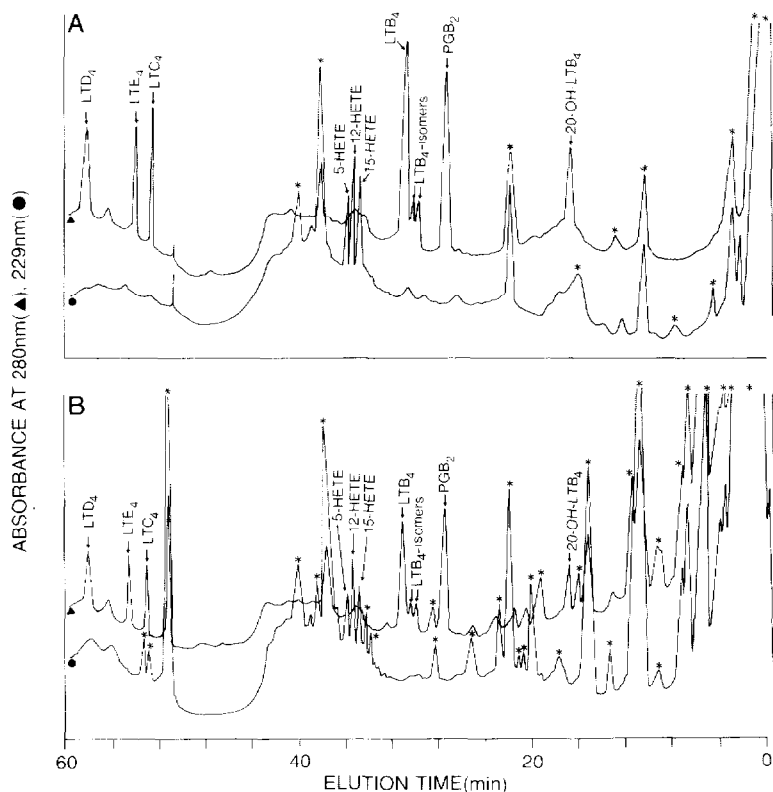 ABSORBANCE AT 280nm(▲), 229nm(●)
A
LTD4
LTE4
LTC4
*
*
5-HETE
12-HETE
15-HETE
LTB4
LTB4-isomers
PGB2
*
20-OH-LTB4
*
*
*
*
*
*
*
*
▲
●
B
LTD4
LTE4
LTC4
*
*
*
*
*
*
5-HETE
12-HETE
15-HETE
*
*
LTB4
LTB4-isomers
*
*
PGB2
*
*
*
*
*
*
*
*
20-OH-LTB4
*
*
*
*
*
*
*
*
*
*
*
*
*
▲
●
60
40
20
0
ELUTION TIME(min)